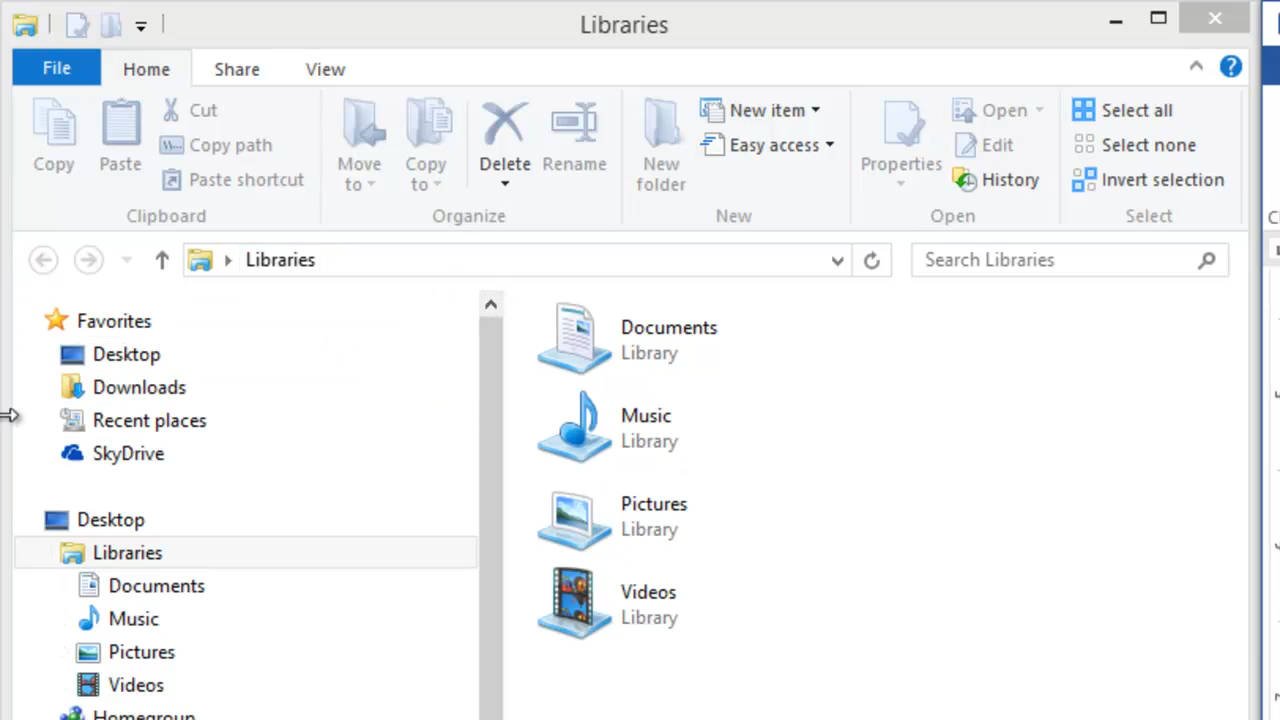 Libraries
File Home Share View
Copy
Paste
Cut
Copy path
Paste shortcut
Clipboard
Move to
Copy to
Delete
Rename
Organize
New folder
New item
Easy access
New
Properties
Open
Edit
History
Open
Select all
Select none
Invert selection
Select
Libraries
Search Libraries
Favorites
Desktop
Downloads
Recent places
SkyDrive
Desktop
Libraries
Documents
Music
Pictures
Videos
Homegroup
Documents
Library
Music
Library
Pictures
Library
Videos
Library